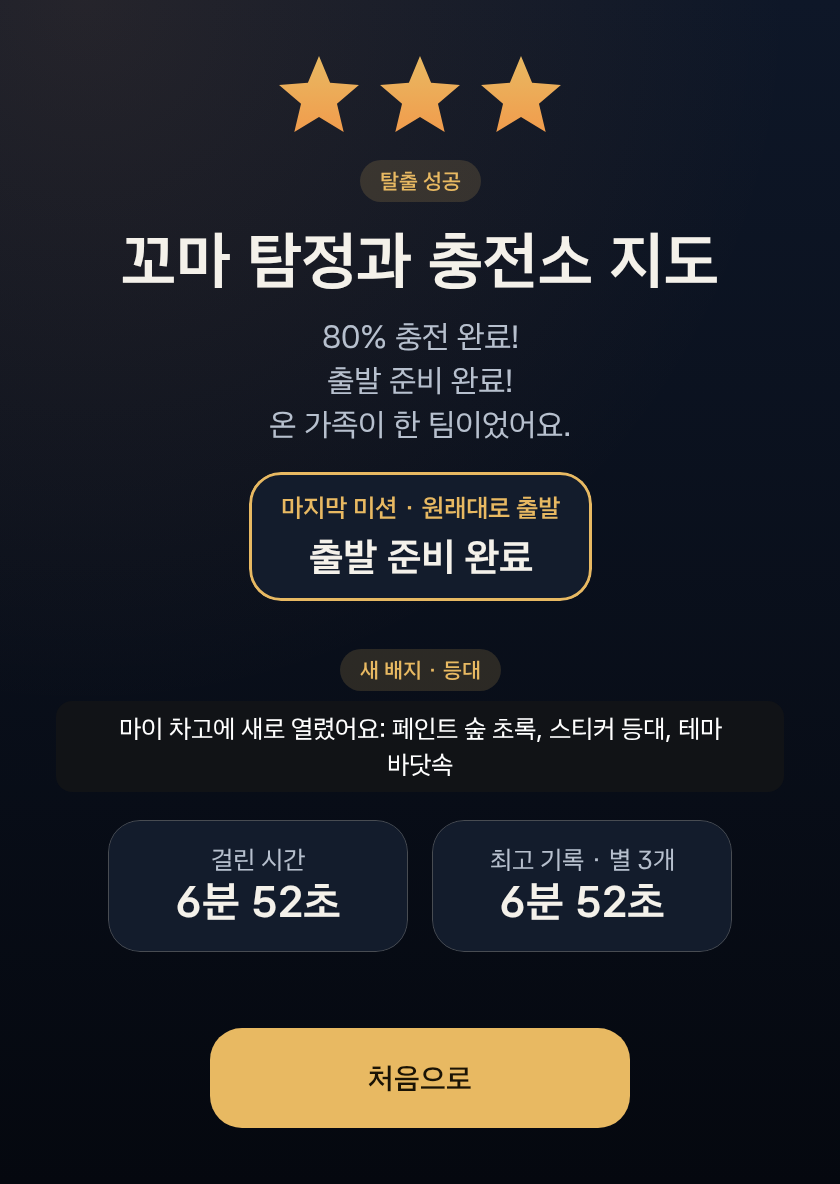 탈출 성공
꼬마 탐정과 충전소 지도
80% 충전 완료!
출발 준비 완료!
온 가족이 한 팀이었어요.
마지막 미션 · 원래대로 출발
출발 준비 완료
새 배지 · 등대
마이 차고에 새로 열렸어요: 페인트 숲 초록, 스티커 등대, 테마
바닷속
걸린 시간
6분 52초
최고 기록 · 별 3개
6분 52초
처음으로